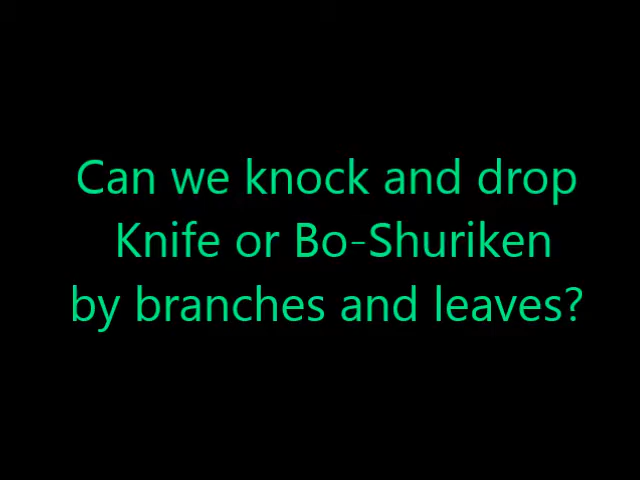 Can we knock and drop
Knife or Bo-Shuriken
by branches and leaves?